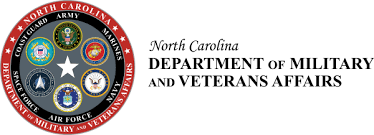 NORTH CAROLINA
COAST GUARD
ARMY
MARINES
SPACE FORCE
AIR FORCE
NAVY
DEPARTMENT OF MILITARY AND VETERANS AFFAIRS
North Carolina
DEPARTMENT OF MILITARY
AND VETERANS AFFAIRS